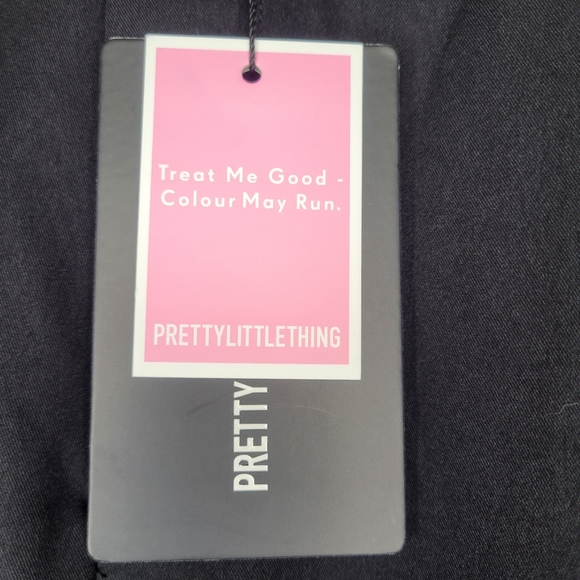 Treat Me Good -
Colour May Run.
PRETTYLITTLETHING
PRETTY